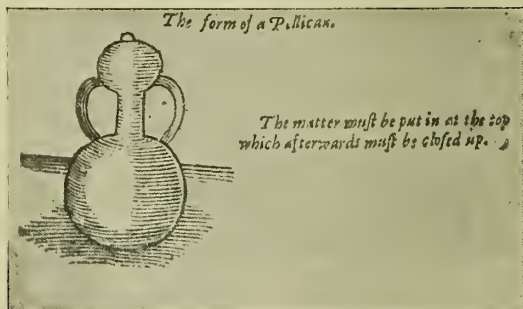 The form of a Pellican.
The matter muſt be put in at the top
which afterwards muſt be cloſed up.